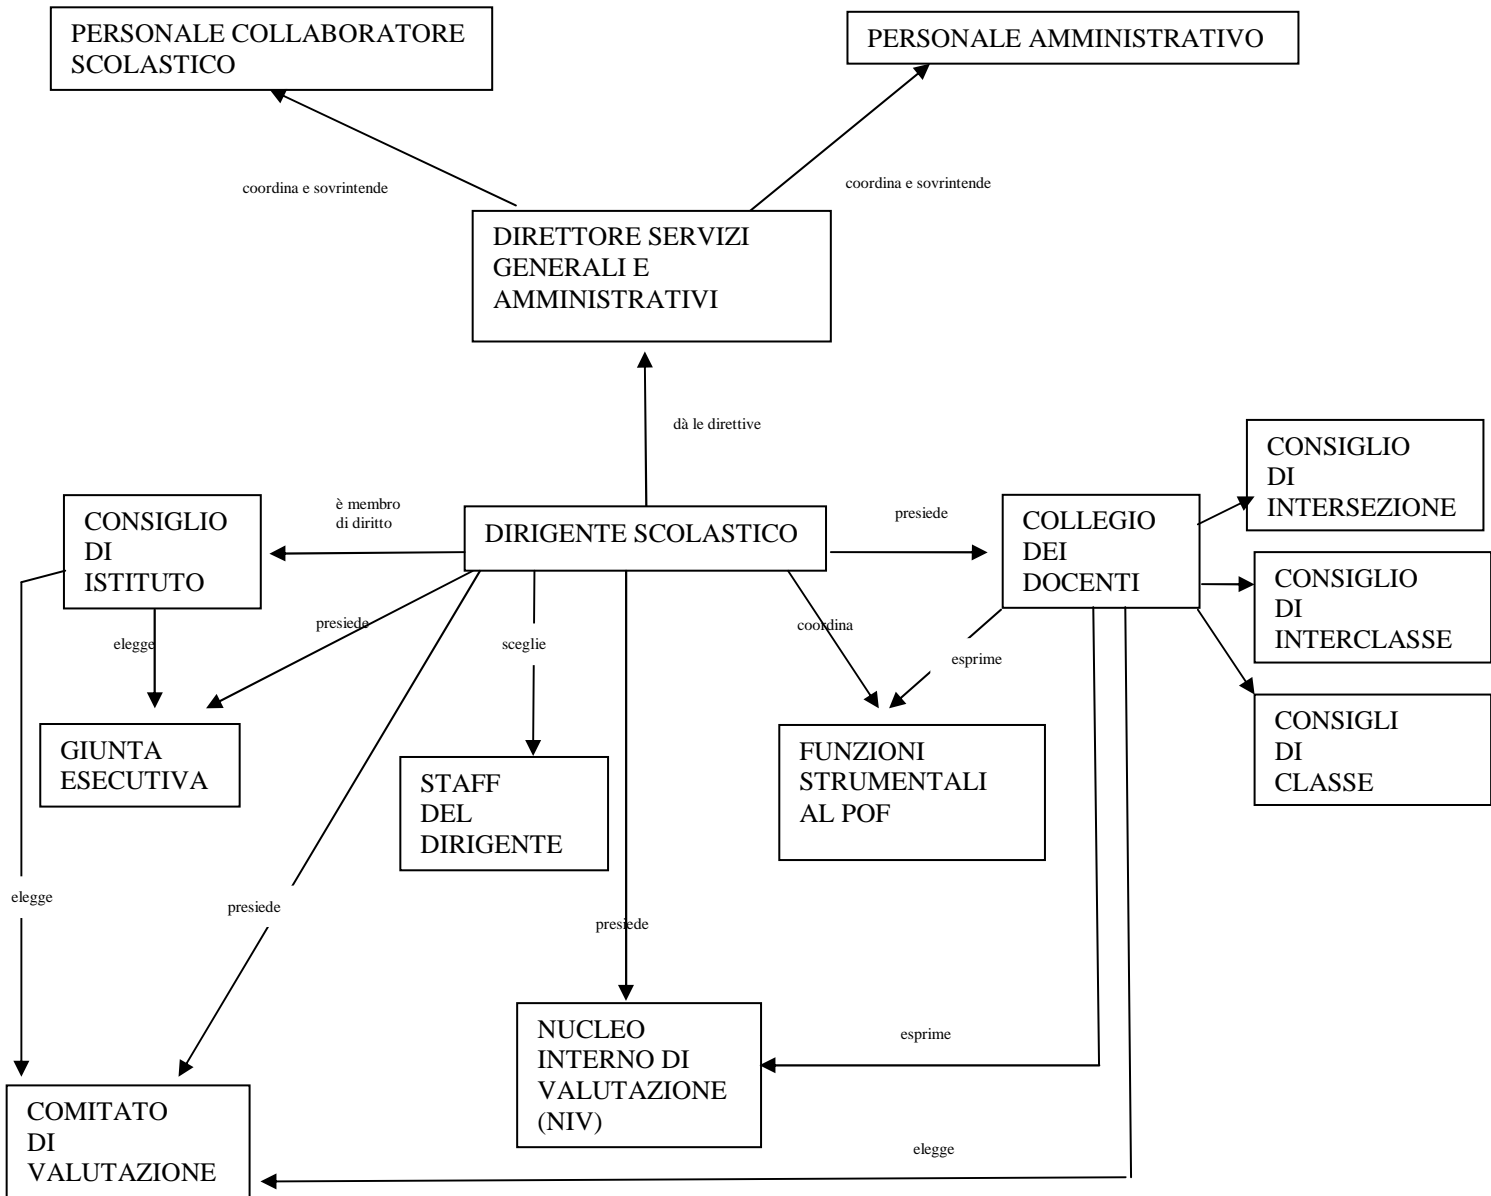 PERSONALE COLLABORATORE
SCOLASTICO
PERSONALE AMMINISTRATIVO
coordina e sovrintende
coordina e sovrintende
DIRETTORE SERVIZI
GENERALI E
AMMINISTRATIVI
dà le direttive
CONSIGLIO
DI
INTERSEZIONE
è membro
di diritto
CONSIGLIO
DI
ISTITUTO
DIRIGENTE SCOLASTICO
presiede
COLLEGIO
DEI
DOCENTI
CONSIGLIO
DI
INTERCLASSE
elegge
presiede
sceglie
coordina
esprime
CONSIGLI
DI
CLASSE
GIUNTA
ESECUTIVA
STAFF
DEL
DIRIGENTE
FUNZIONI
STRUMENTALI
AL POF
elegge
presiede
presiede
NUCLEO
INTERNO DI
VALUTAZIONE
(NIV)
esprime
COMITATO
DI
VALUTAZIONE
elegge